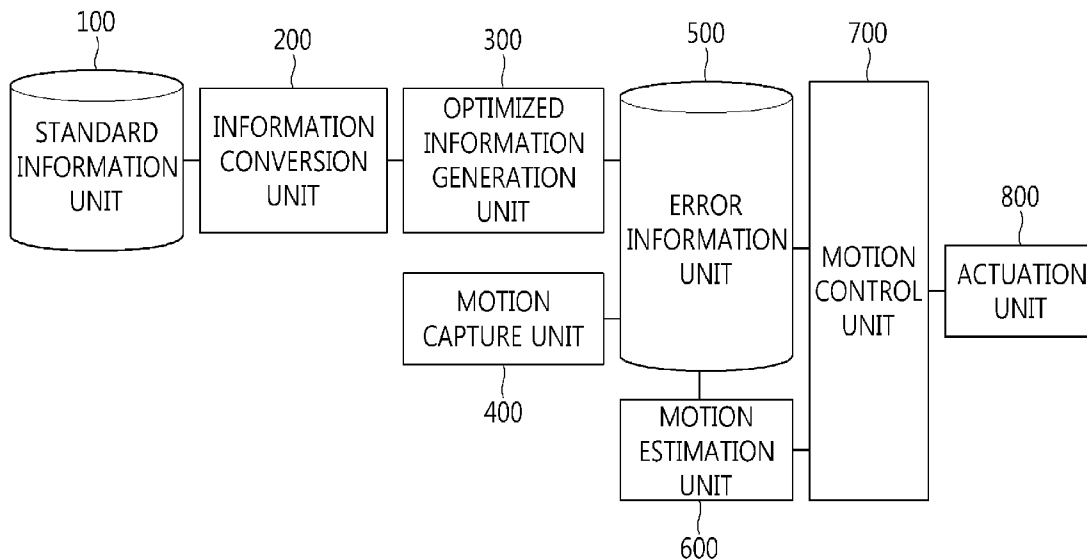 100
200
300
500
700
STANDARD
INFORMATION
UNIT
INFORMATION
CONVERSION
UNIT
OPTIMIZED
INFORMATION
GENERATION
UNIT
ERROR
INFORMATION
UNIT
MOTION
CONTROL
UNIT
800
ACTUATION
UNIT
MOTION
CAPTURE UNIT
400
MOTION
ESTIMATION
UNIT
600